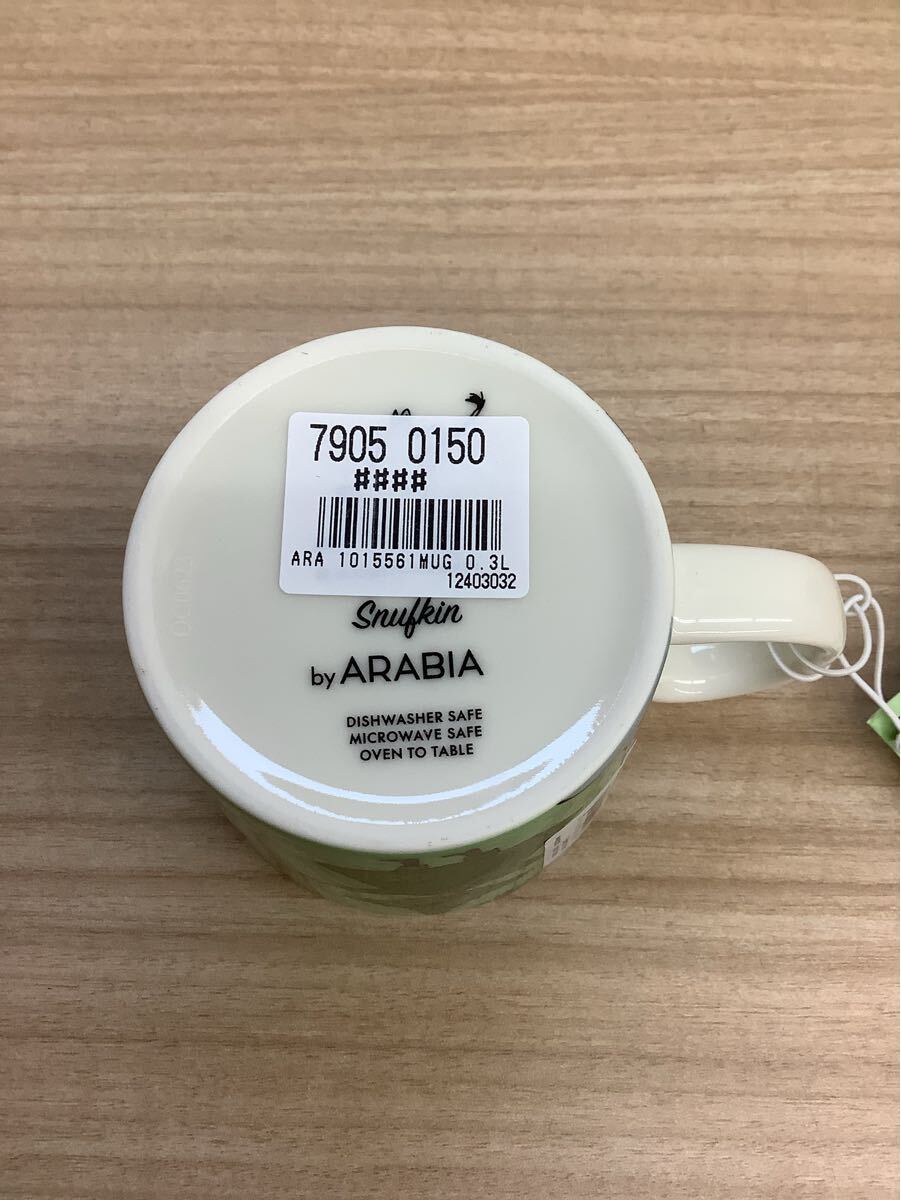 7905 0150
####
ARA 1015561MUG 0.3L
12403032
Snufkin
by ARABIA
DISHWASHER SAFE
MICROWAVE SAFE
OVEN TO TABLE